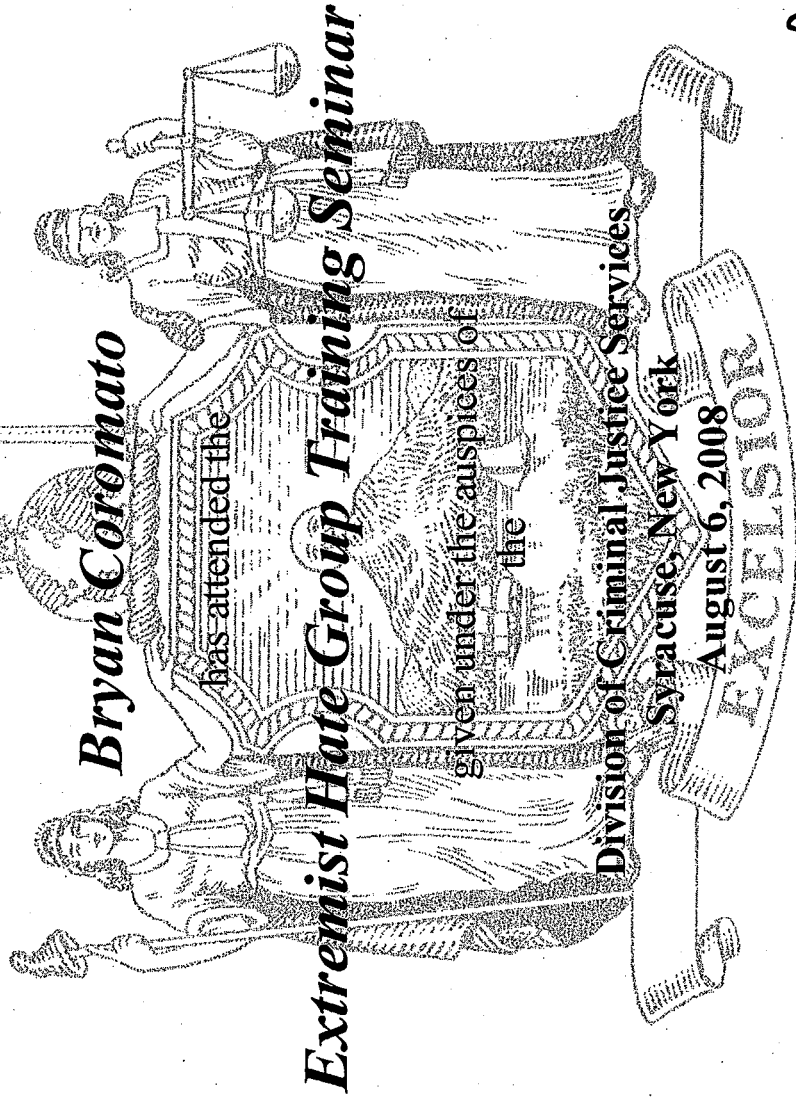 Bryan Coromato
has attended the
Extremist Hate Group Training Seminar
given under the auspices of
the
Division of Criminal Justice Services
Syracuse, New York
August 6, 2008
EXCELSIOR